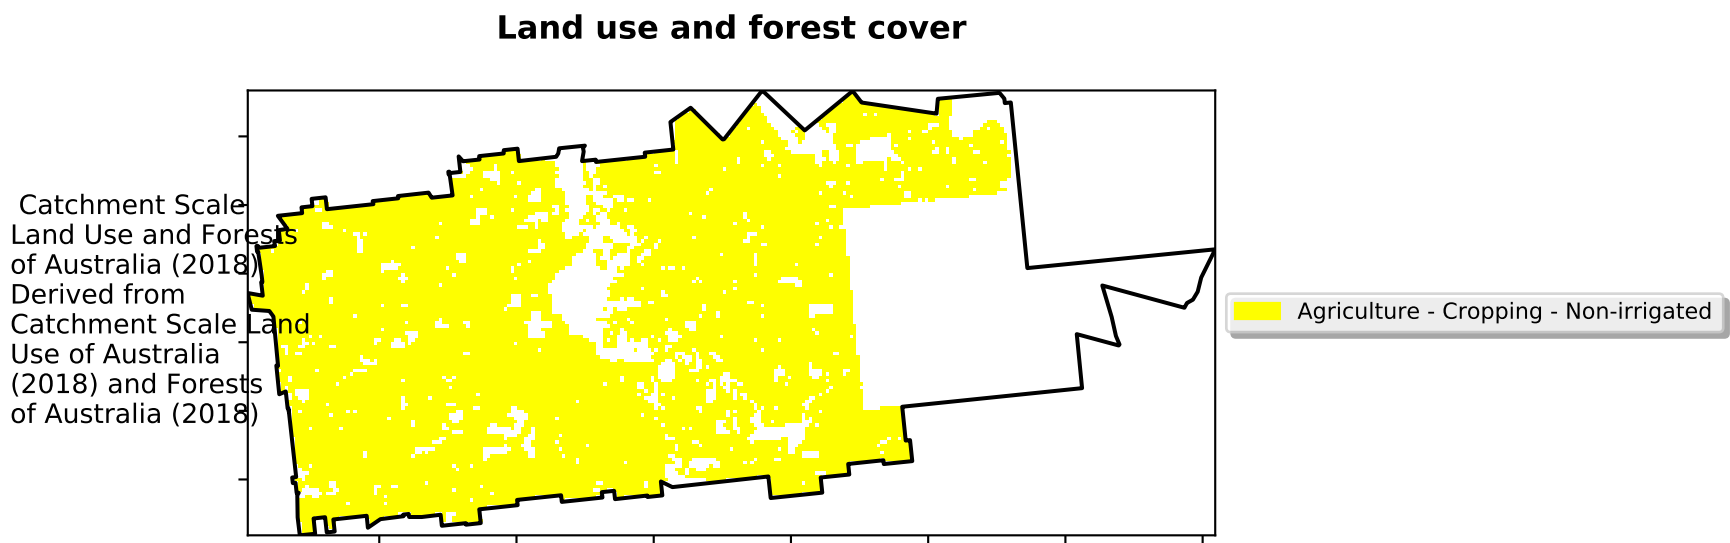 Land use and forest cover
Catchment Scale
Land Use and Forests
of Australia (2018)
Derived from
Catchment Scale Land
Use of Australia
(2018) and Forests
of Australia (2018)
Agriculture - Cropping - Non-irrigated